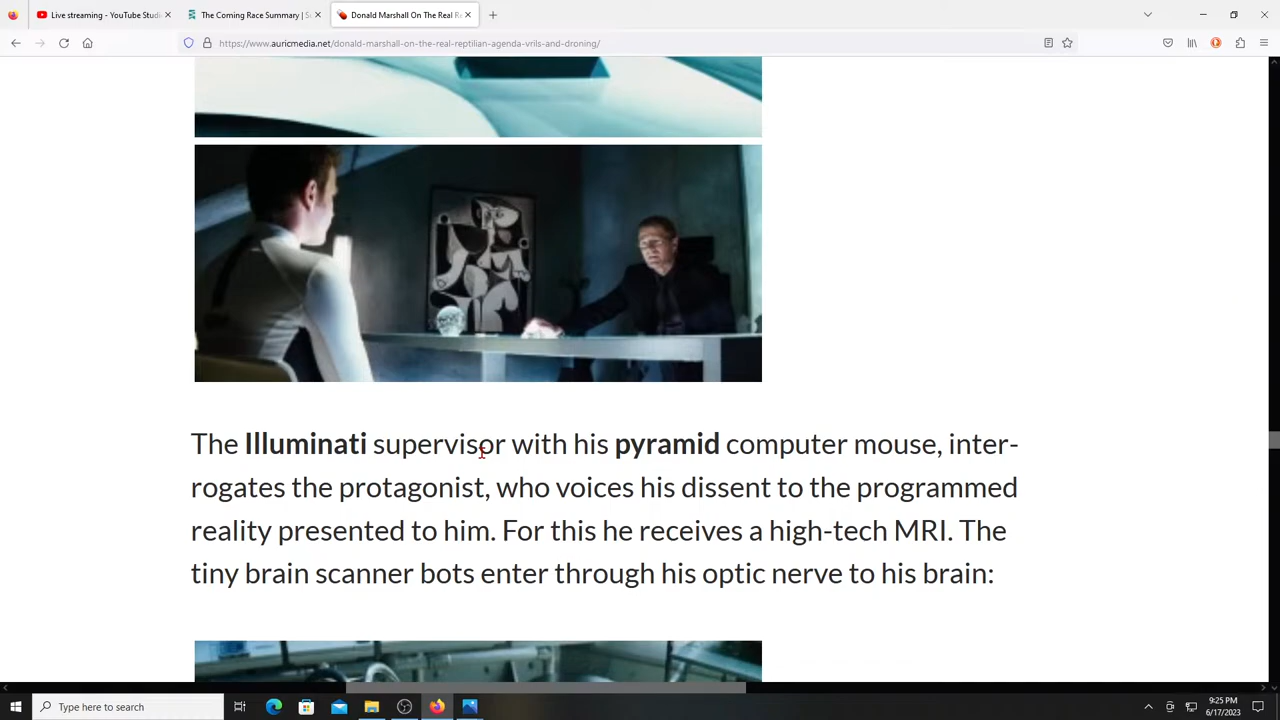 Live streaming - YouTube Studi
The Coming Race Summary | S
Donald Marshall On The Real Re
https://www.auricmedia.net/donald-marshall-on-the-real-reptilian-agenda-vrils-and-droning/
The Illuminati supervisor with his pyramid computer mouse, inter-
rogates the protagonist, who voices his dissent to the programmed
reality presented to him. For this he receives a high-tech MRI. The
tiny brain scanner bots enter through his optic nerve to his brain:
Type here to search
9:25 PM
6/17/2023